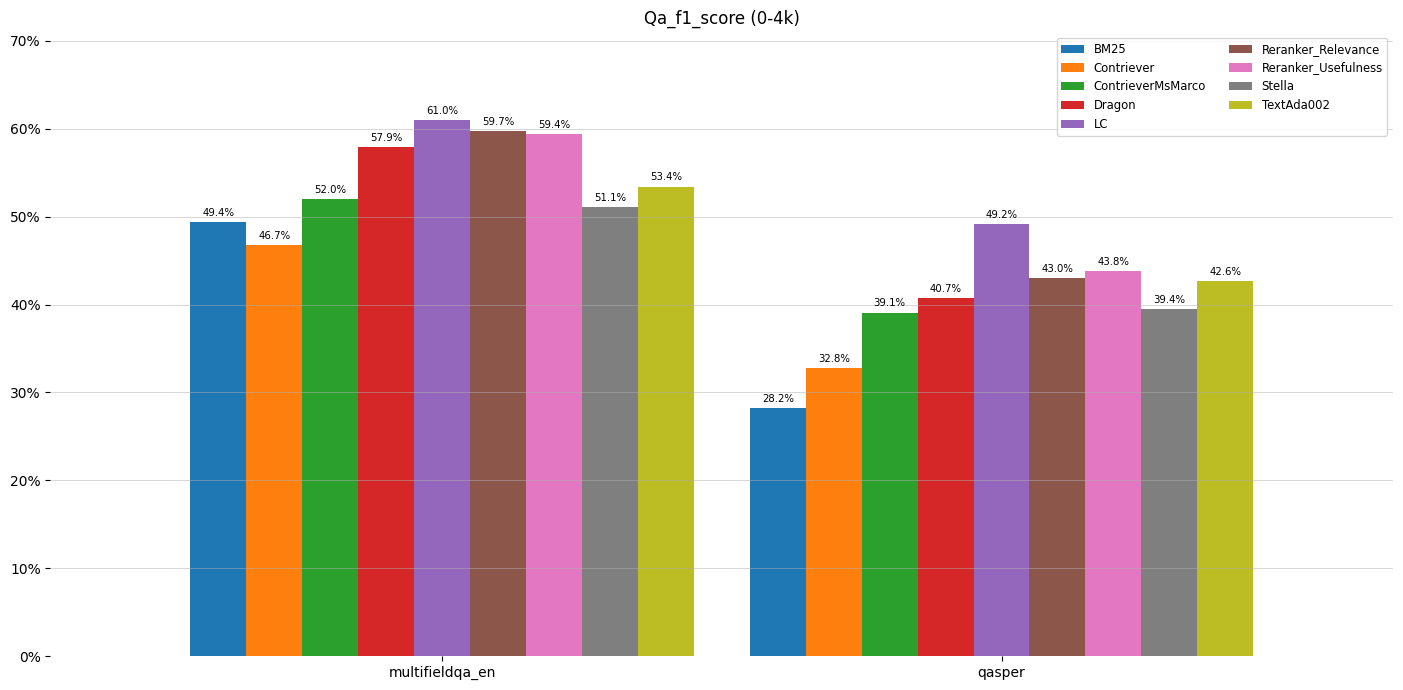 Qa_f1_score (0-4k)
70%
60%
50%
40%
30%
20%
10%
0%
BM25
Contriever
ContrieverMsMarco
Dragon
LC
Reranker_Relevance
Reranker_Usefulness
Stella
TextAda002
49.4%
46.7%
52.0%
57.9%
61.0%
59.7%
59.4%
51.1%
53.4%
28.2%
32.8%
39.1%
40.7%
49.2%
43.0%
43.8%
39.4%
42.6%
multifieldqa_en
qasper